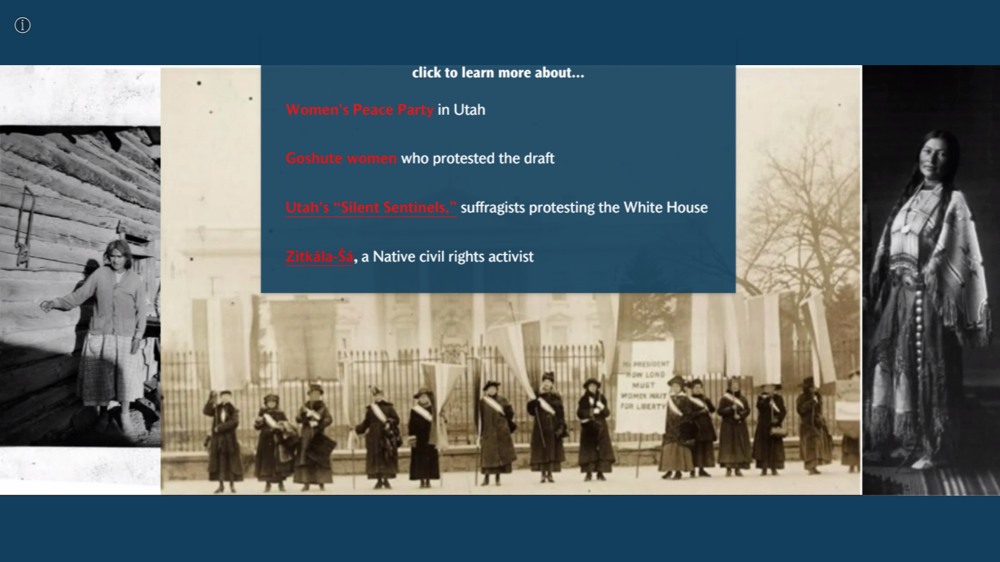 click to learn more about...
Women's Peace Party in Utah
Goshute women who protested the draft
Utah's “Silent Sentinels,” suffragists protesting the White House
Zitkála-Šá, a Native civil rights activist
MR PRESIDENT
HOW LONG
MUST
WOMEN WAIT
FOR LIBERTY